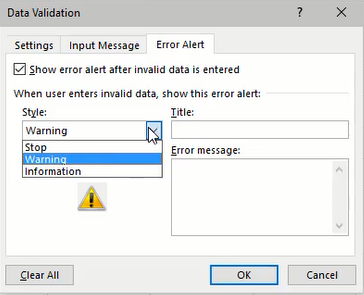 Data Validation ? ×
Settings Input Message Error Alert
Show error alert after invalid data is entered
When user enters invalid data, show this error alert:
Style: Title:
Warning
Stop
Warning
Information
Error message:
Clear All OK Cancel